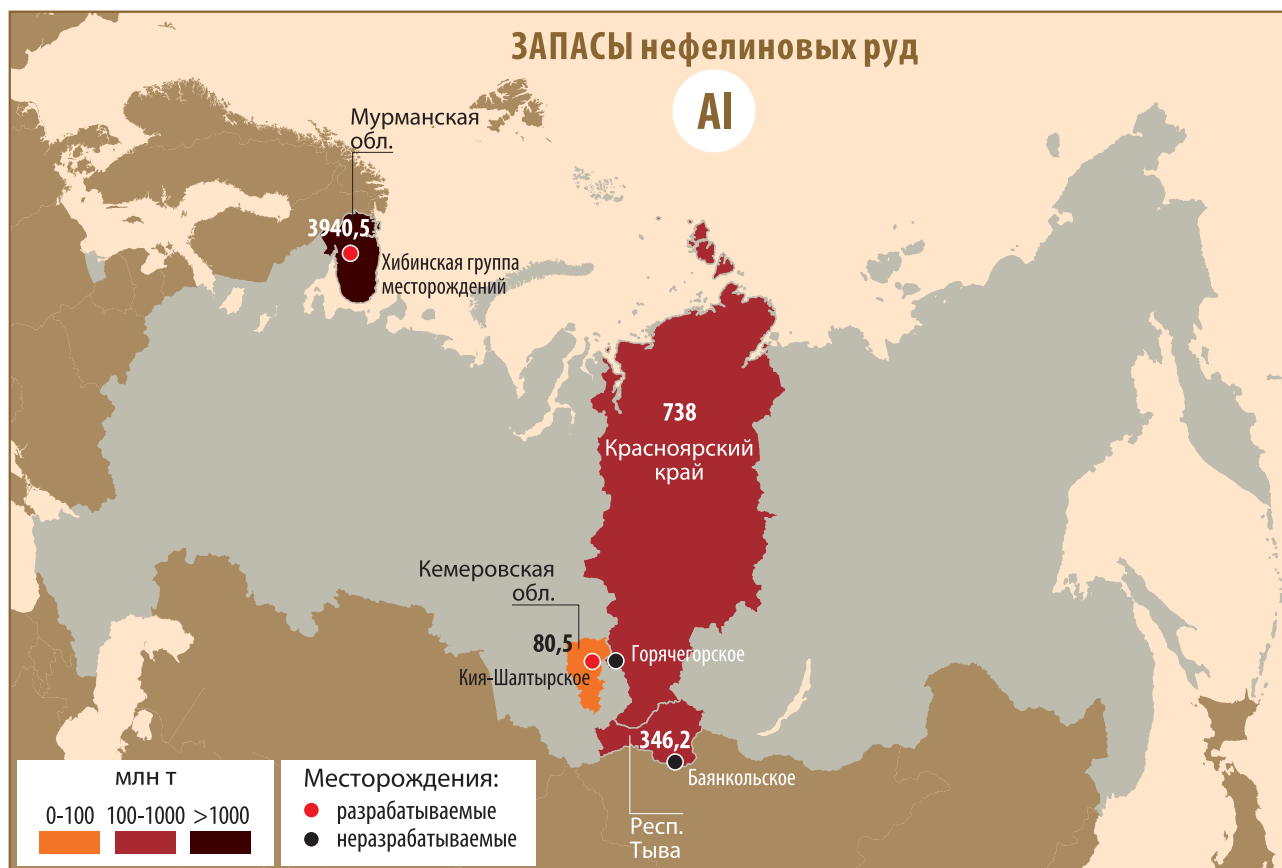 ЗАПАСЫ нефелиновых руд
Al
Мурманская
обл.
3940,5
Хибинская группа
месторождений
738
Красноярский
край
Кемеровская
обл.
80,5
Кия-Шалтырское
Горячегорское
346,2
Баянкольское
Респ.
Тыва
млн т
0-100 100-1000 >1000
Месторождения:
разрабатываемые
неразрабатываемые